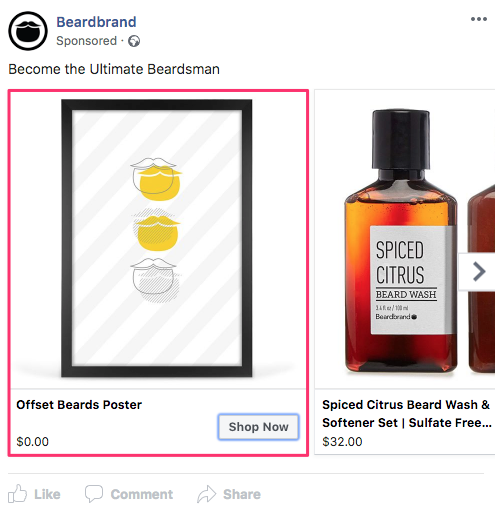 Beardbrand
Sponsored ·
Become the Ultimate Beardsman
SPICED
CITRUS
BEARD WASH
3.4 fl oz / 100 ml
Beardbrand
Offset Beards Poster
$0.00
Shop Now
Spiced Citrus Beard Wash &
Softener Set | Sulfate Free...
$32.00
Like
Comment
Share